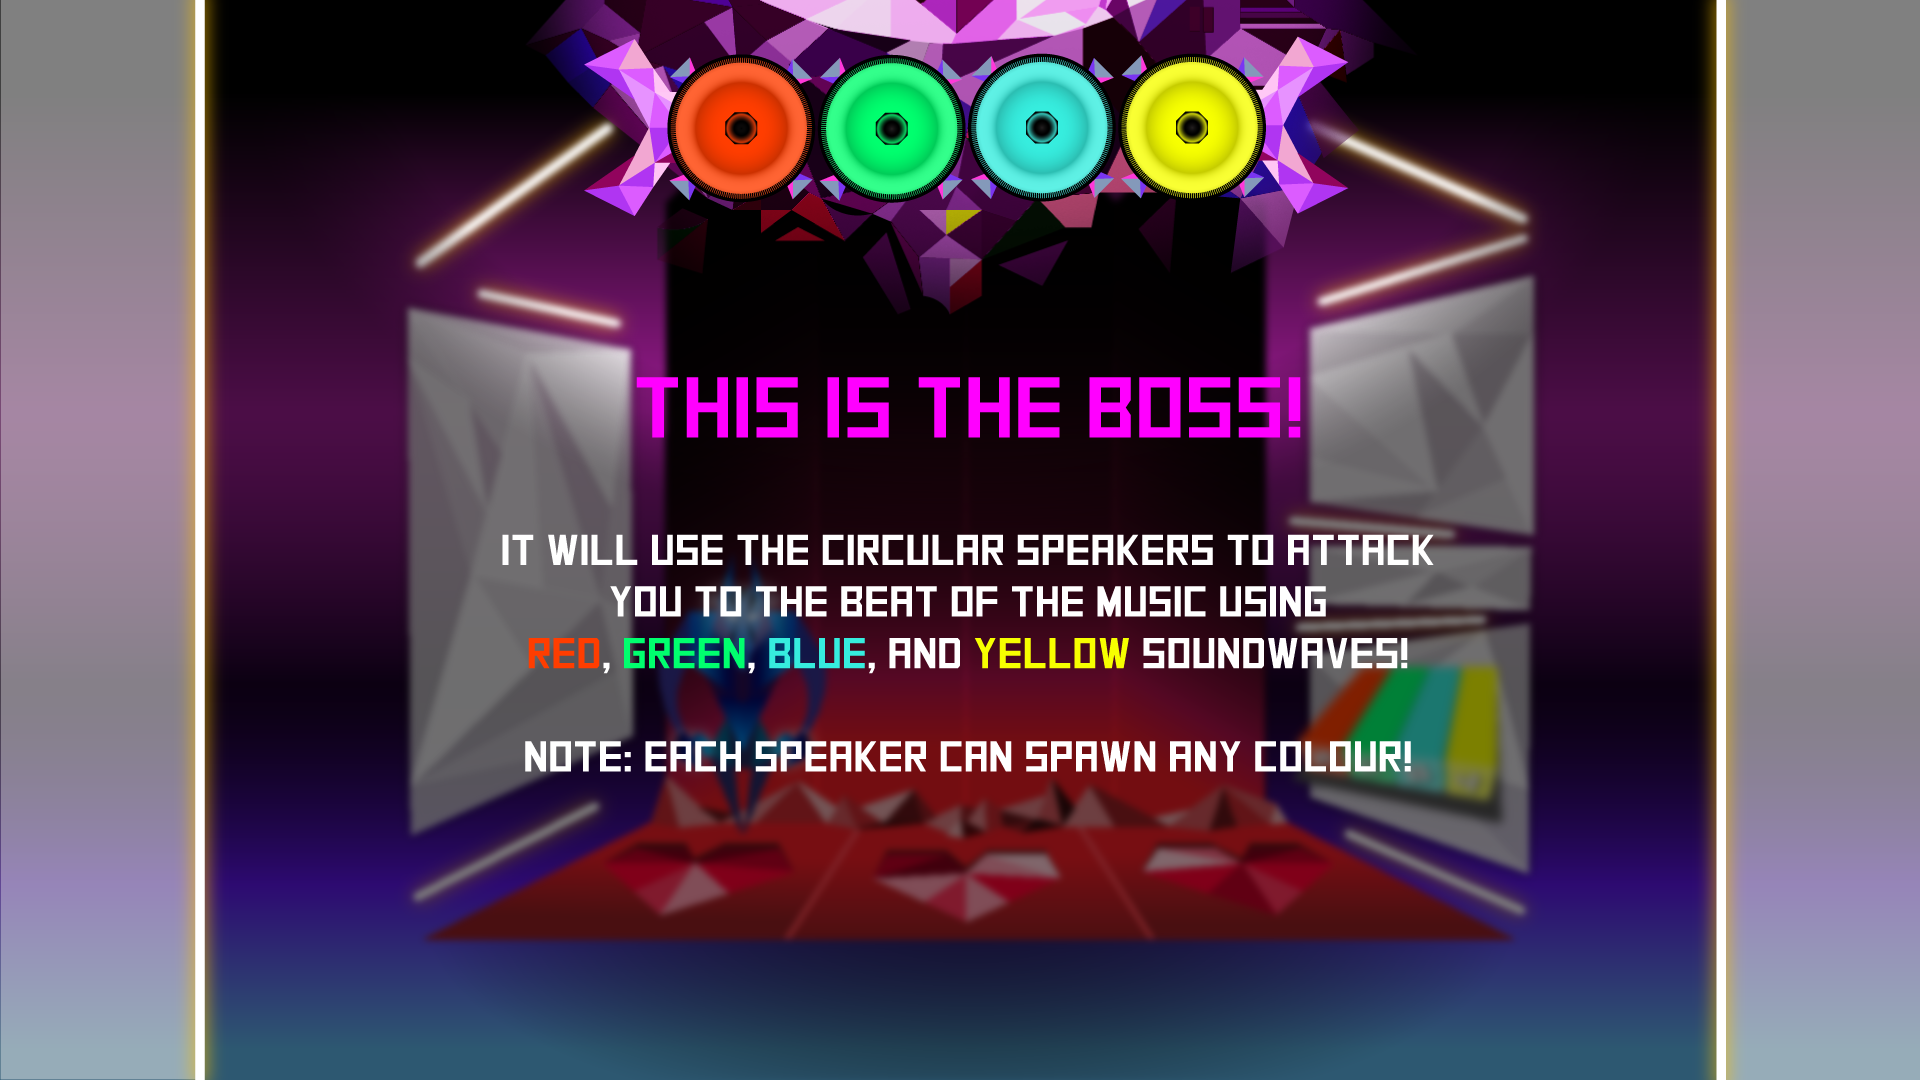 THIS IS THE BOSS!
IT WILL USE THE CIRCULAR SPEAKERS TO ATTACK
YOU TO THE BEAT OF THE MUSIC USING
RED, GREEN, BLUE, AND YELLOW SOUNDWAVES!
NOTE: EACH SPEAKER CAN SPAWN ANY COLOUR!